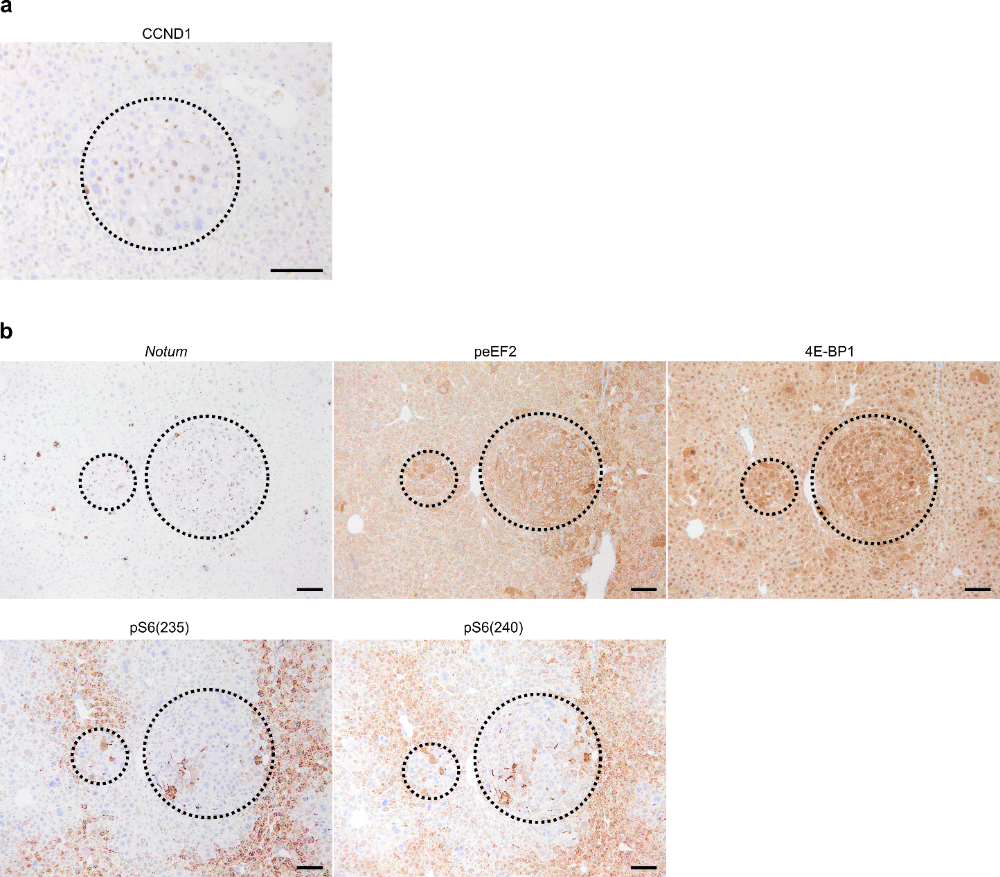 a
CCND1
b
Notum
peEF2
4E-BP1
pS6(235)
pS6(240)